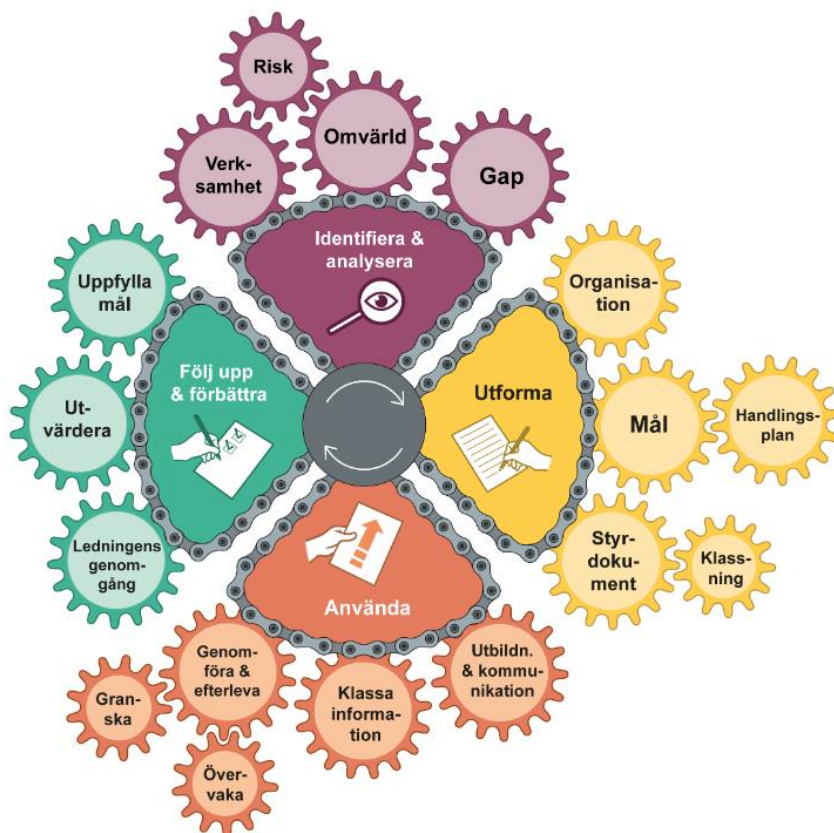 Risk
Omvärld
Verk-
samhet
Gap
Identifiera &
analysera
Uppfylla
mål
Organisa-
tion
Följ upp
& förbättra
Utforma
Ut-
värdera
Mål
Handlings-
plan
Ledningens
genom-
gång
Styr-
doku-
ment
Klass-
ning
Använda
Genom-
föra &
efterleva
Utbildn.
& kommu-
nikation
Gran-
ska
Klassa
informa-
tion
Över-
vaka